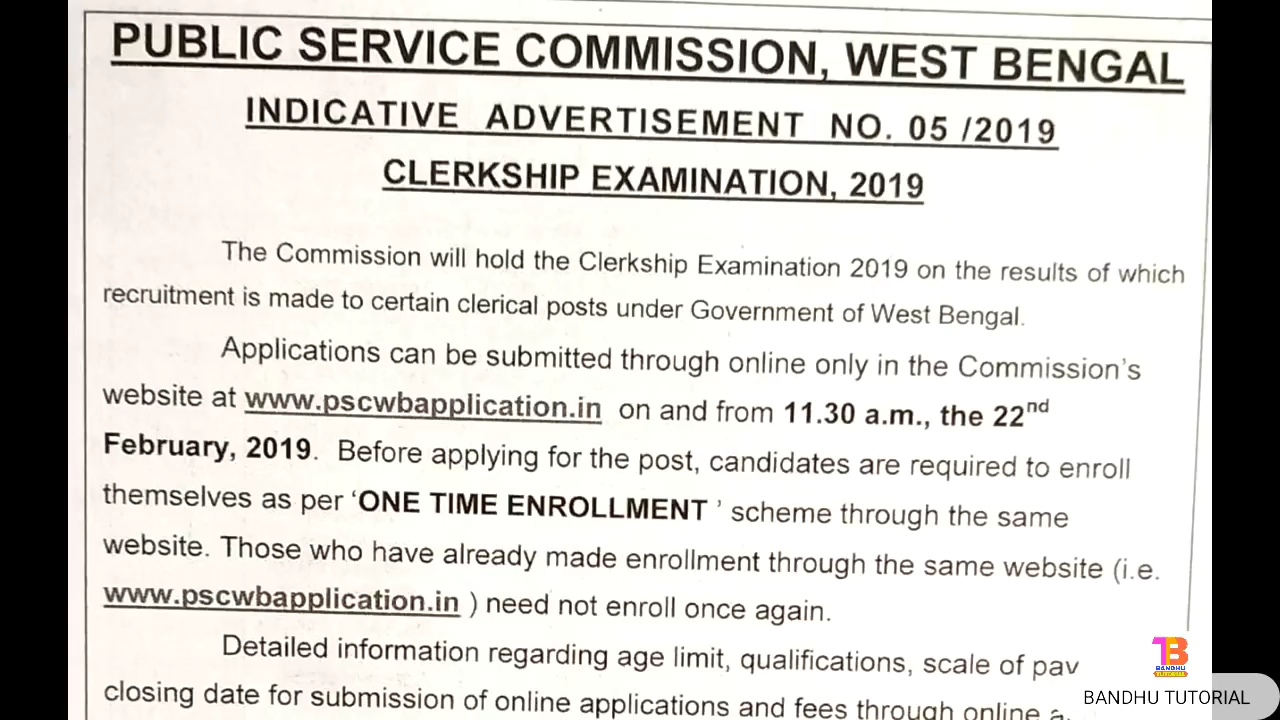 PUBLIC SERVICE COMMISSION, WEST BENGAL
INDICATIVE ADVERTISEMENT NO. 05 /2019
CLERKSHIP EXAMINATION, 2019
The Commission will hold the Clerkship Examination 2019 on the results of which
recruitment is made to certain clerical posts under Government of West Bengal.
Applications can be submitted through online only in the Commission's
website at www.pscwbapplication.in on and from 11.30 a.m., the 22nd
February, 2019. Before applying for the post, candidates are required to enroll
themselves as per 'ONE TIME ENROLLMENT ' scheme through the same
website. Those who have already made enrollment through the same website (i.e.
www.pscwbapplication.in ) need not enroll once again.
Detailed information regarding age limit, qualifications, scale of pay
closing date for submission of online applications and fees through online
TB
BANDHU
TUTORIAL
BANDHU TUTORIAL